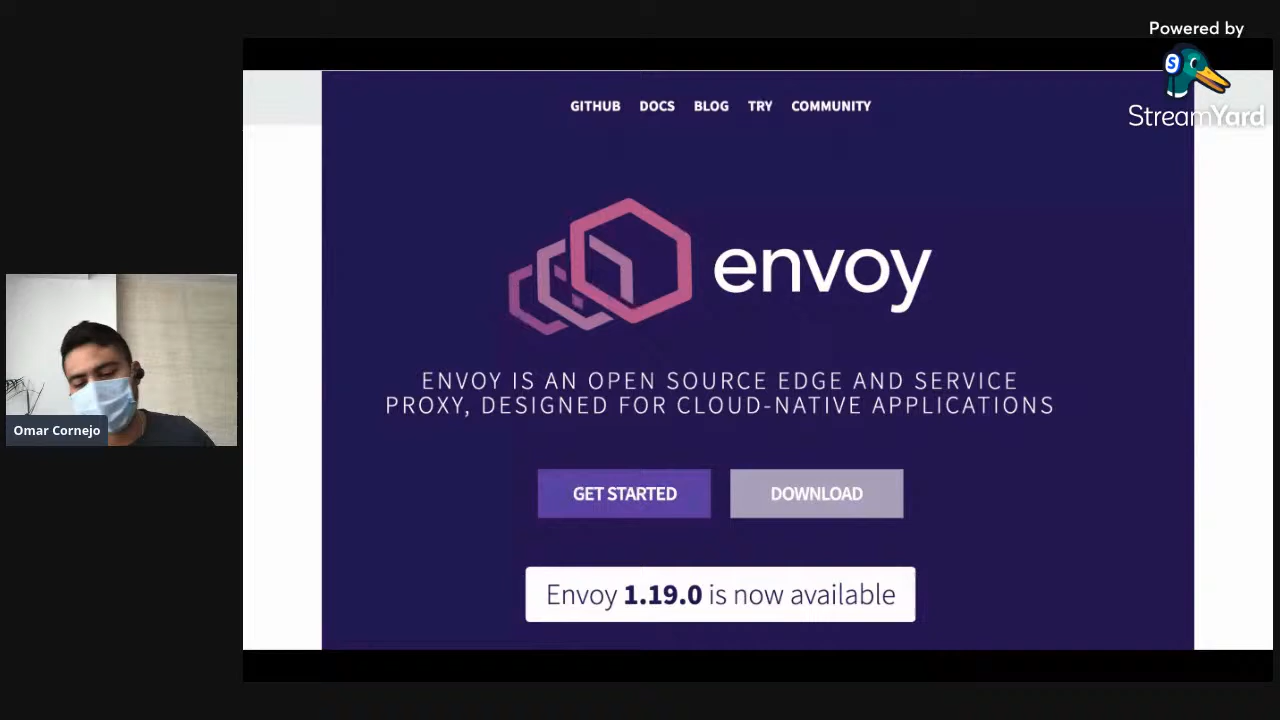 Powered by
StreamYard
GITHUB DOCS BLOG TRY COMMUNITY
envoy
ENVOY IS AN OPEN SOURCE EDGE AND SERVICE
PROXY, DESIGNED FOR CLOUD-NATIVE APPLICATIONS
GET STARTED DOWNLOAD
Envoy 1.19.0 is now available
Omar Cornejo